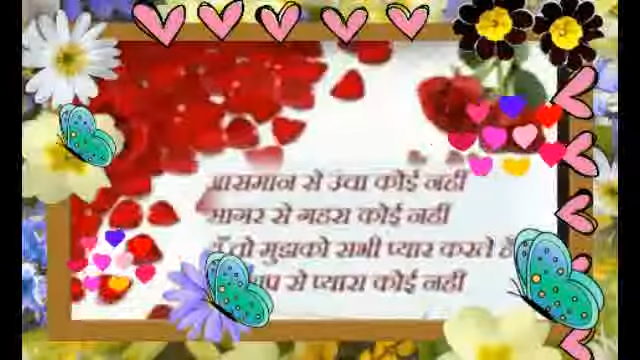 आसमान से उंचा कोई नहीं
सागर से गहरा कोई नहीं
तो मुझको सभी प्यार करते है
से प्यारा कोई नहीं